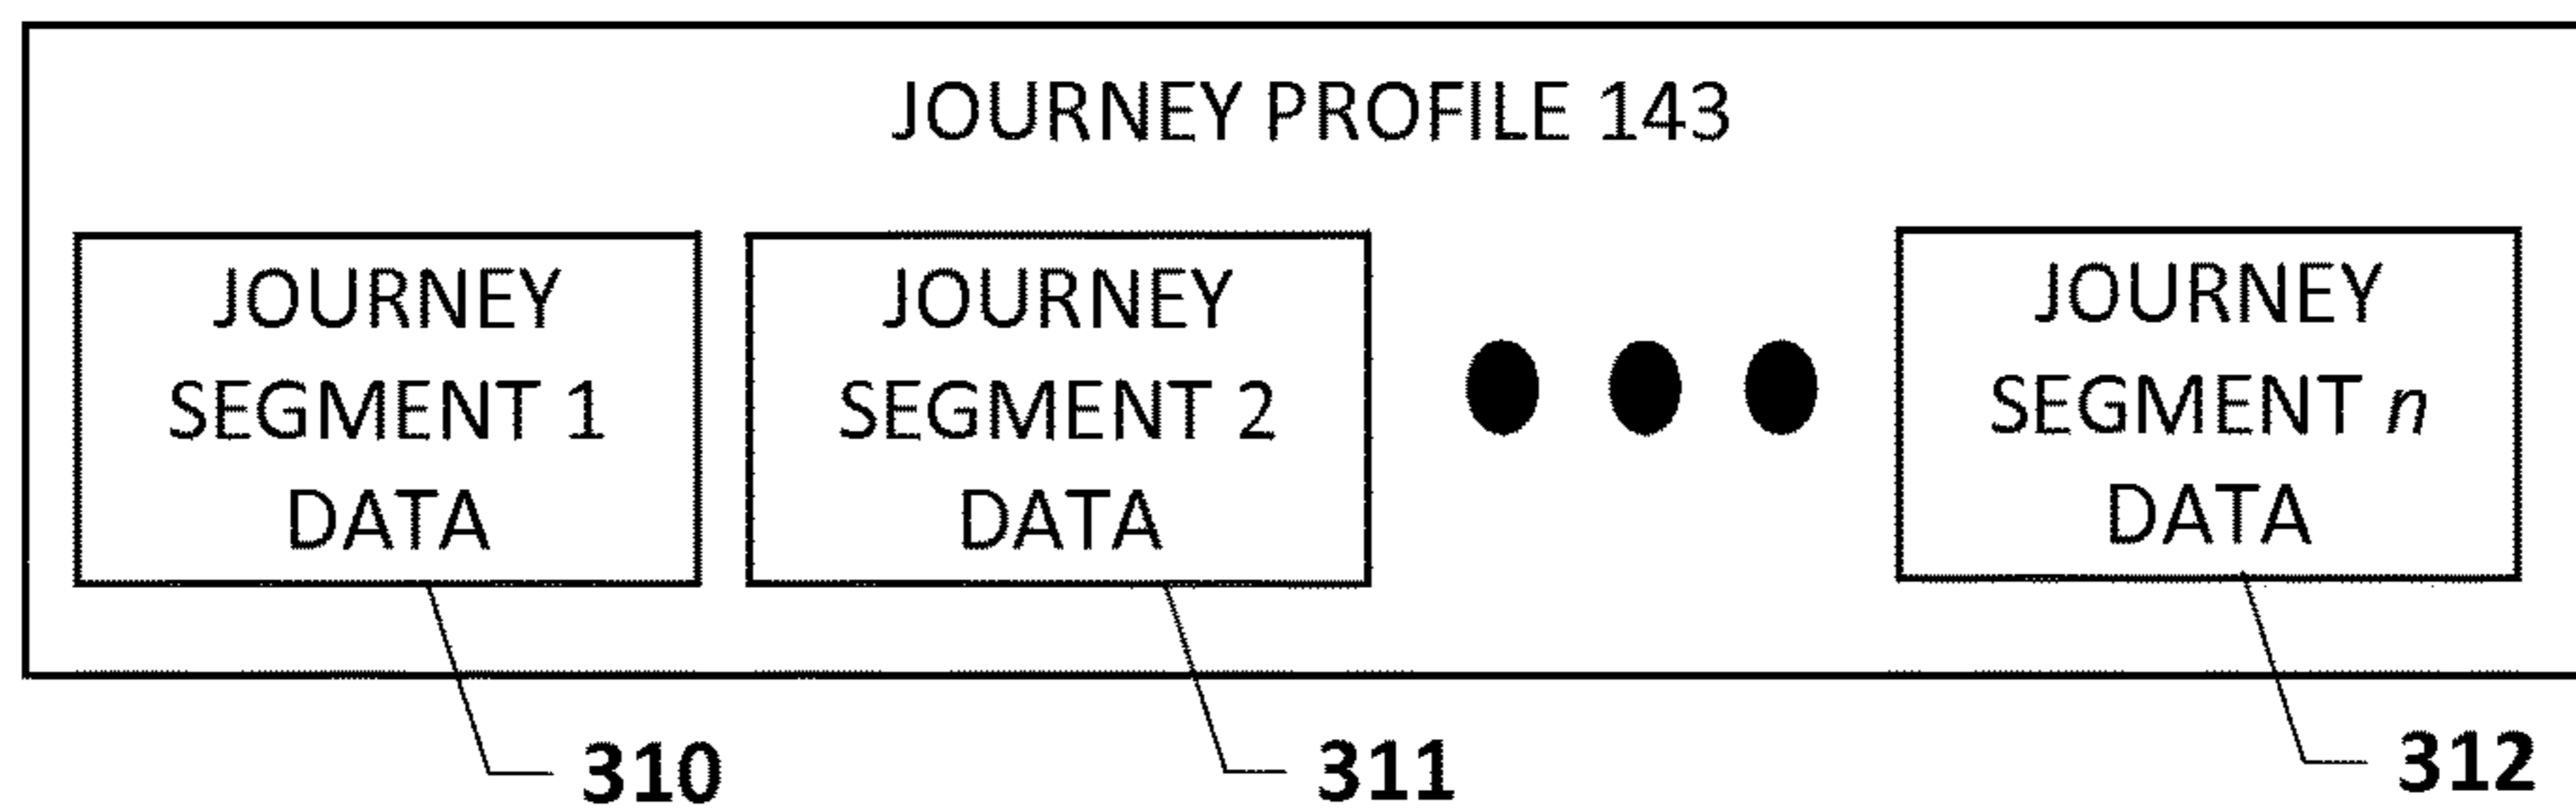 JOURNEY PROFILE 143
JOURNEY
SEGMENT 1
DATA
JOURNEY
SEGMENT 2
DATA
JOURNEY
SEGMENT n
DATA
310
311
312